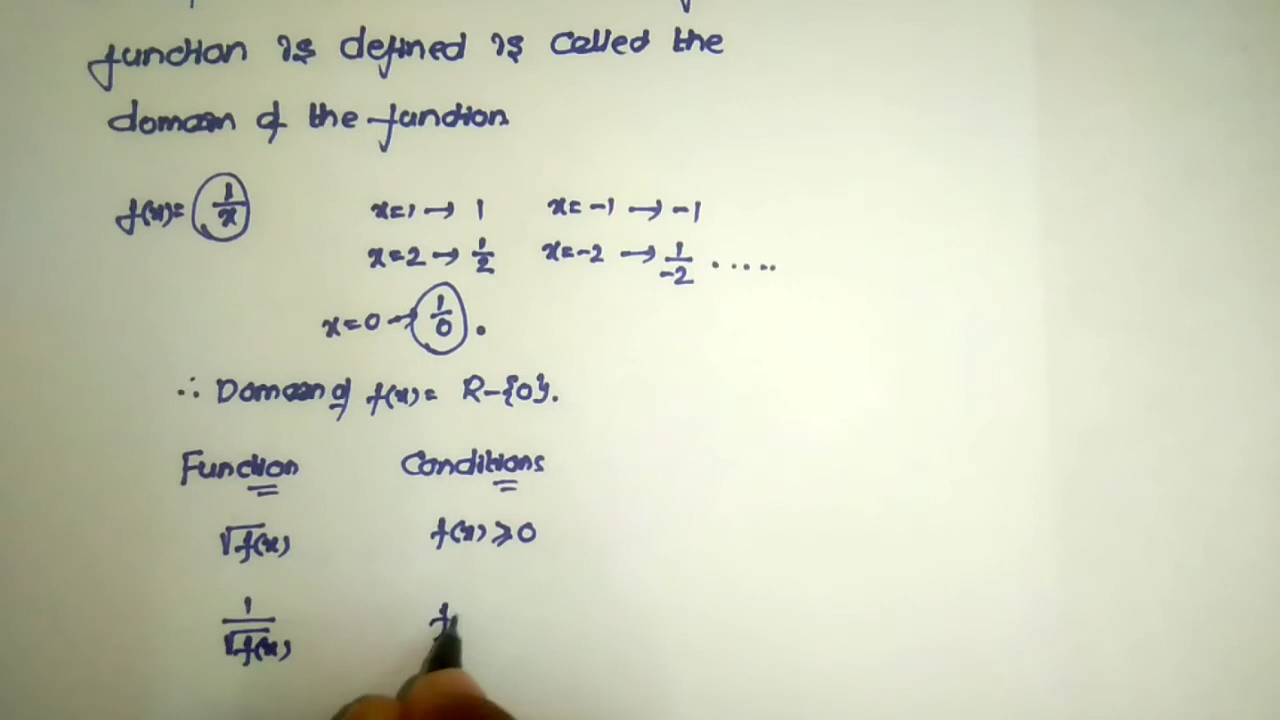 function is defined is called the
domain of the function
f(x)= 1/x x=1 → 1 x=-1 → -1
x=2 → 1/2 x=-2 → 1/-2 .....
x=0 → 1/0 .
∴ Domain of f(x)= R-{0}.
Function Conditions
√f(x) f(x) ≥ 0
1/√f(x) f